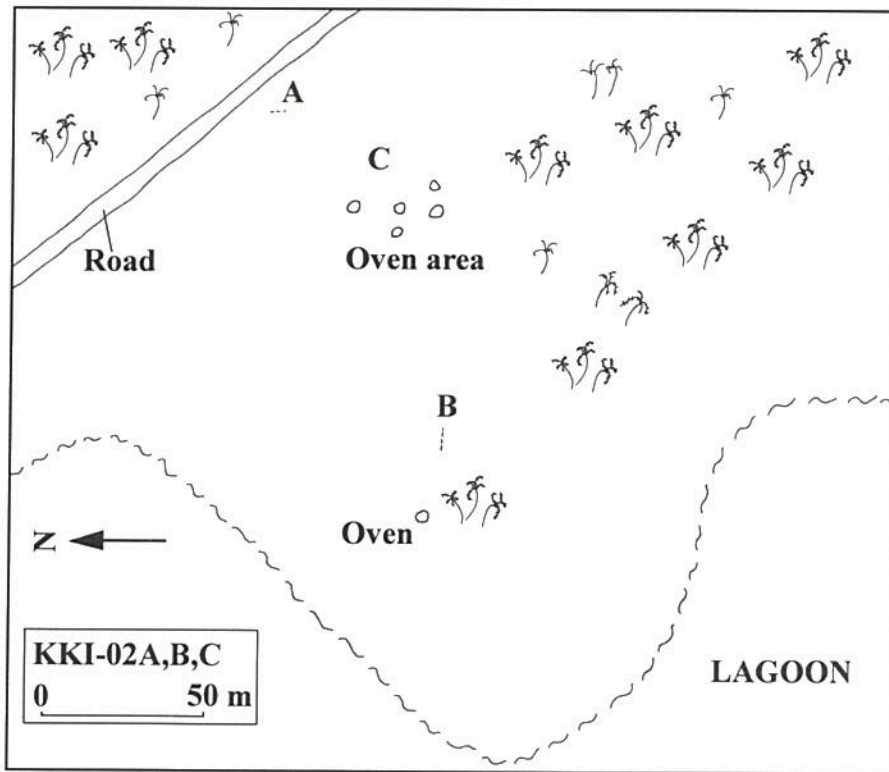 A
C
Road
Oven area
B
Oven
N
KKI-02A,B,C
0 50 m
LAGOON